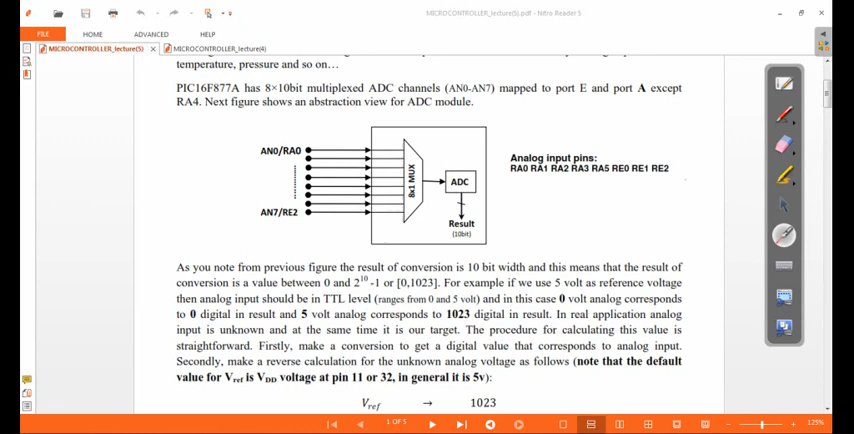 MICROCONTROLLER_lecture(5).pdf - Nitro Reader 5
FILE HOME ADVANCED HELP
MICROCONTROLLER_lecture(5) × MICROCONTROLLER_lecture(4)
temperature, pressure and so on…
PIC16F877A has 8×10bit multiplexed ADC channels (AN0-AN7) mapped to port E and port A except
RA4. Next figure shows an abstraction view for ADC module.
AN0/RA0
8x1 MUX
ADC
AN7/RE2
Result
(10bit)
Analog input pins:
RA0 RA1 RA2 RA3 RA5 RE0 RE1 RE2
As you note from previous figure the result of conversion is 10 bit width and this means that the result of
conversion is a value between 0 and 2^10 -1 or [0,1023]. For example if we use 5 volt as reference voltage
then analog input should be in TTL level (ranges from 0 and 5 volt) and in this case 0 volt analog corresponds
to 0 digital in result and 5 volt analog corresponds to 1023 digital in result. In real application analog
input is unknown and at the same time it is our target. The procedure for calculating this value is
straightforward. Firstly, make a conversion to get a digital value that corresponds to analog input.
Secondly, make a reverse calculation for the unknown analog voltage as follows (note that the default
value for Vref is VDD voltage at pin 11 or 32, in general it is 5v):
Vref → 1023
1 OF 5
125%